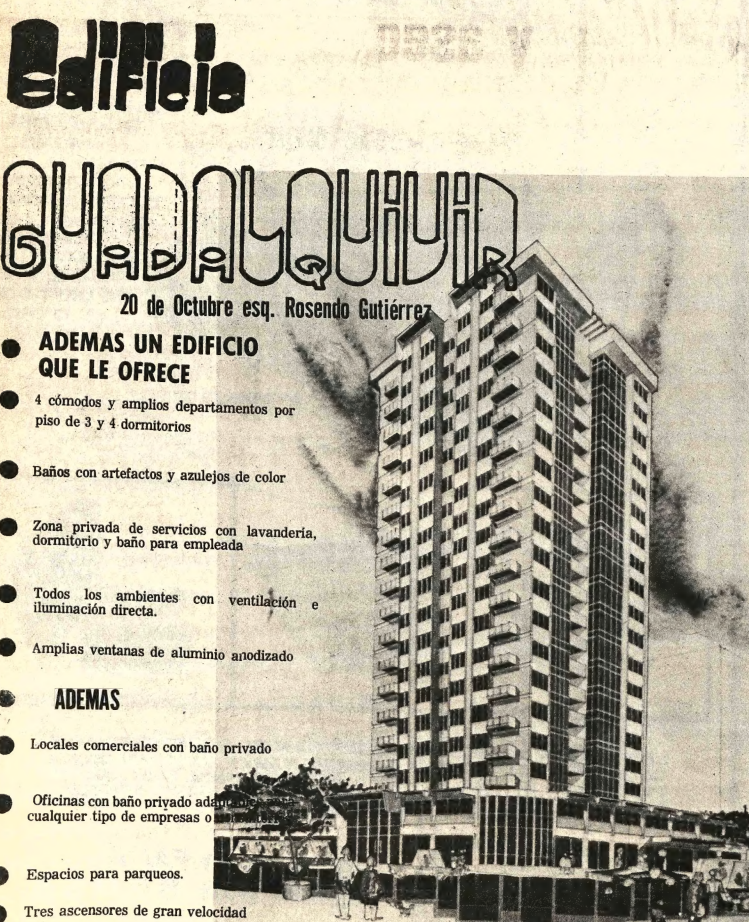 Edificio
GUADALQUIVIR
20 de Octubre esq. Rosendo Gutiérrez
ADEMAS UN EDIFICIO
QUE LE OFRECE
4 cómodos y amplios departamentos por
piso de 3 y 4 dormitorios
Baños con artefactos y azulejos de color
Zona privada de servicios con lavandería,
dormitorio y baño para empleada
Todos los ambientes con ventilación e
iluminación directa.
Amplias ventanas de aluminio anodizado
ADEMAS
Locales comerciales con baño privado
Oficinas con baño privado
cualquier tipo de empresas o
Espacios para parqueos.
Tres ascensores de gran velocidad